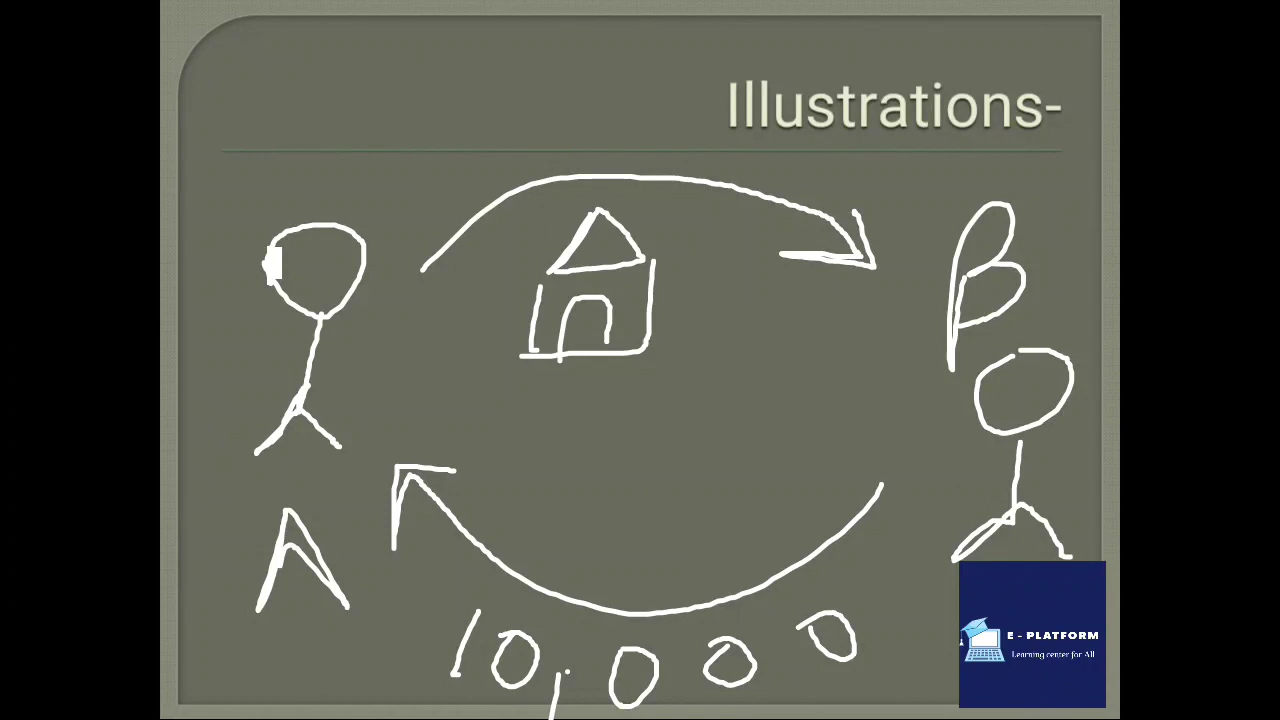 Illustrations-
B
A
10,000
E - PLATFORM
Learning center for All